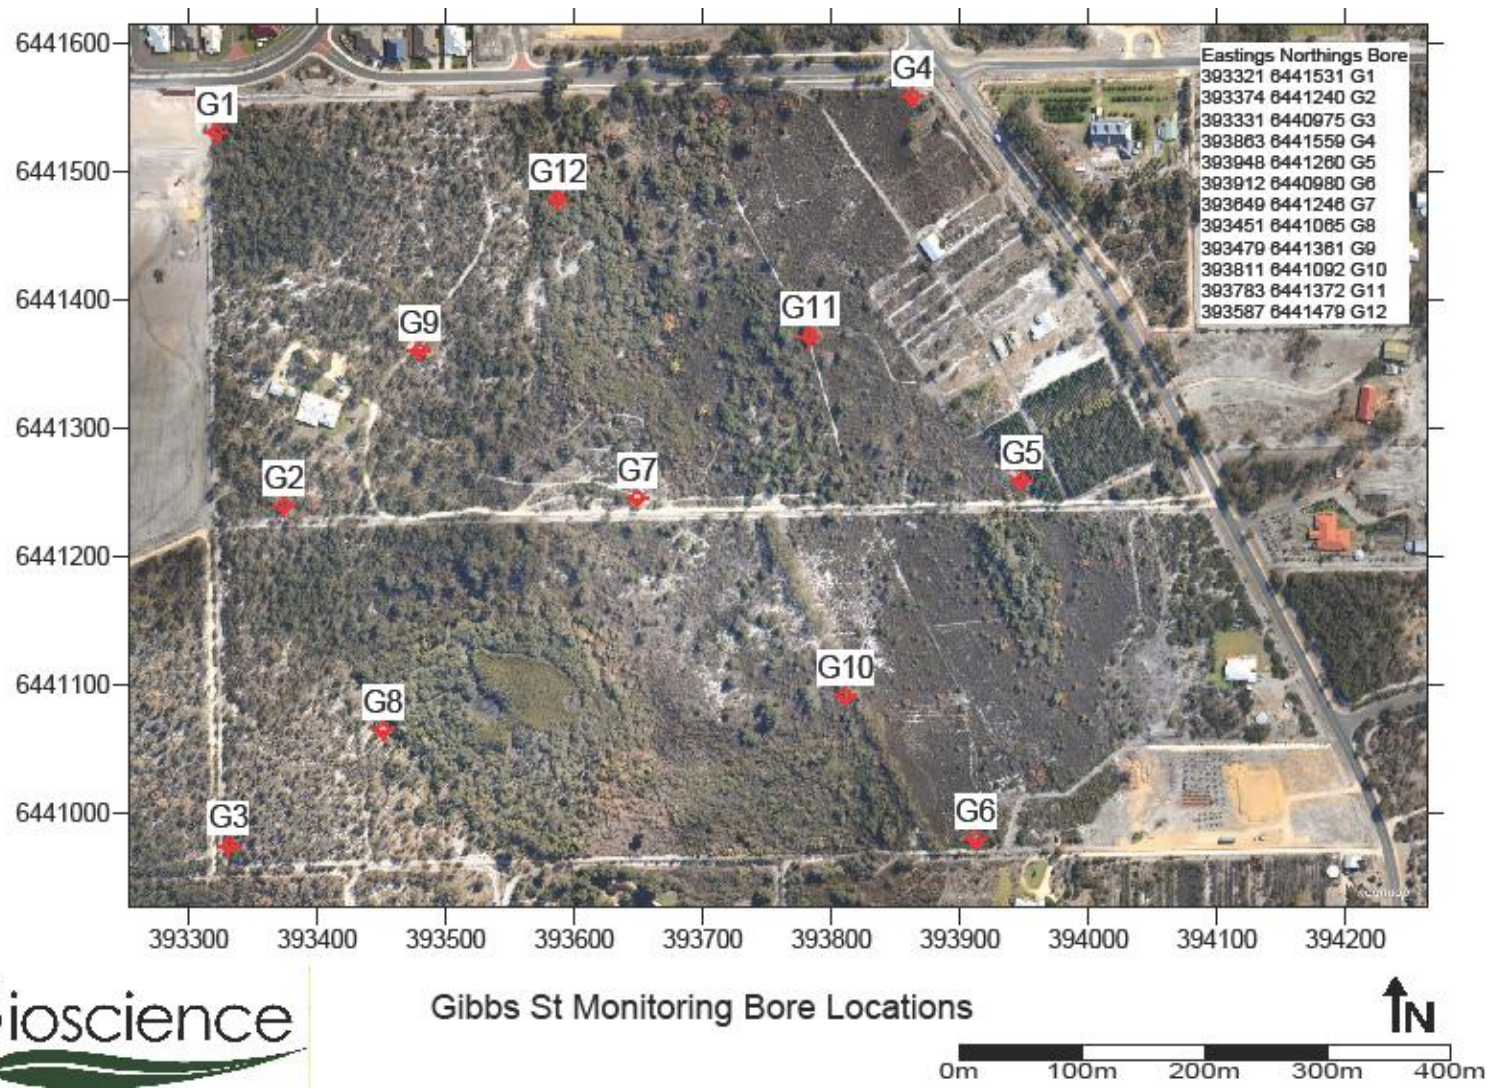 6441600
6441500
6441400
6441300
6441200
6441100
6441000
G1
G4
G12
G11
G9
G7
G5
G2
G10
G8
G6
G3
Eastings Northings Bore
393321 6441531 G1
393374 6441240 G2
393331 6440975 G3
393863 6441559 G4
393948 6441260 G5
393912 6440980 G6
393649 6441246 G7
393451 6441065 G8
393479 6441361 G9
393811 6441092 G10
393783 6441372 G11
393587 6441479 G12
393300 393400 393500 393600 393700 393800 393900 394000 394100 394200
ioscience
Gibbs St Monitoring Bore Locations
N
0m 100m 200m 300m 400m